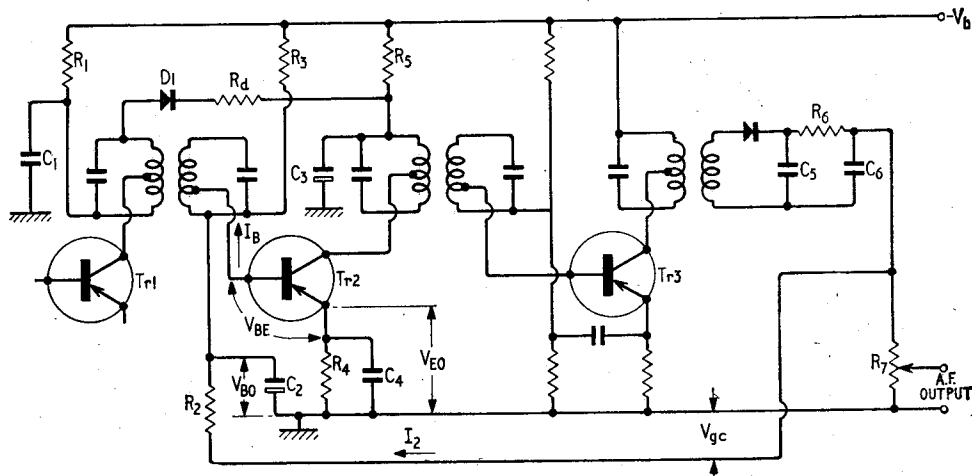 -Vb
R1
D1
Rd
R3
R5
R6
C1
C3
C5
C6
IB
Tr1
Tr2
Tr3
VBE
R4
C4
VEO
VBO
C2
R2
R7
A.F.
OUTPUT
Vgc
I2